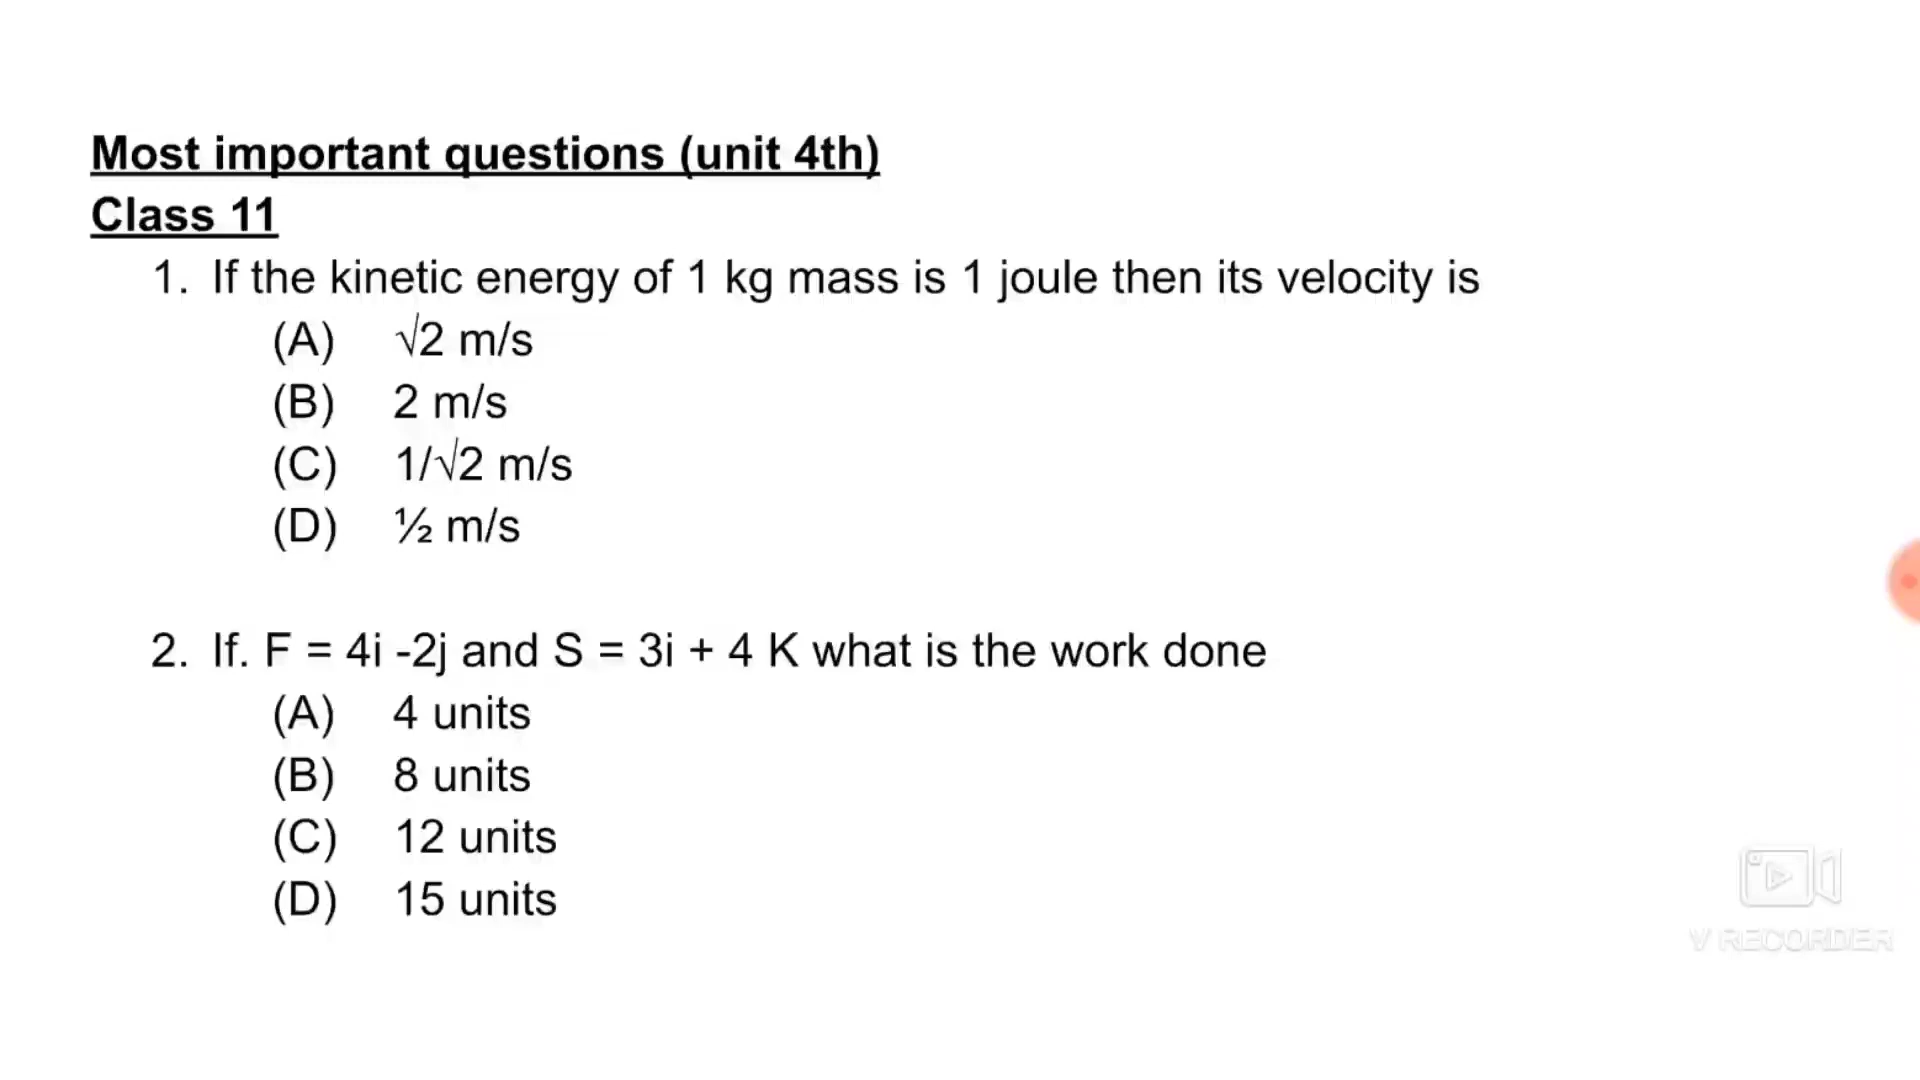 Most important questions (unit 4th)
Class 11
1. If the kinetic energy of 1 kg mass is 1 joule then its velocity is
(A) √2 m/s
(B) 2 m/s
(C) 1/√2 m/s
(D) ½ m/s
2. If. F = 4i -2j and S = 3i + 4 K what is the work done
(A) 4 units
(B) 8 units
(C) 12 units
(D) 15 units
V RECORDER